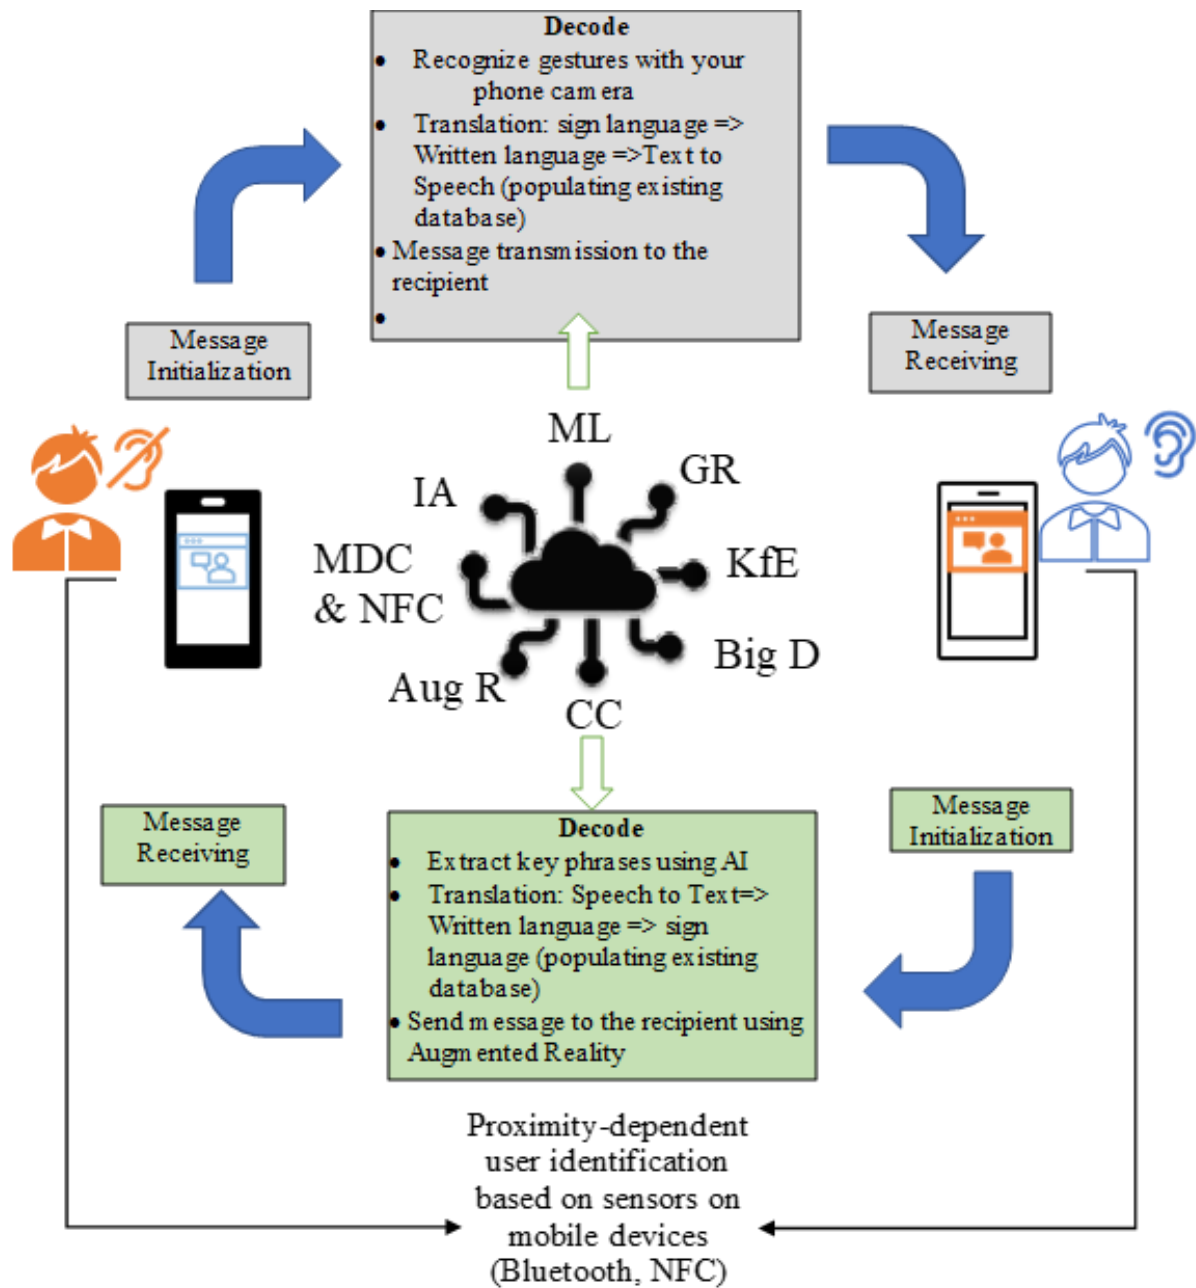 Decode
• Recognize gestures with your
phone camera
• Translation: sign language =>
Written language =>Text to
Speech (populating existing
database)
• Message transmission to the
recipient
•
Message
Initialization
Message
Receiving
ML
GR
IA
KfE
MDC
& NFC
Big D
Aug R
CC
Message
Receiving
Message
Initialization
Decode
• Extract key phrases using AI
• Translation: Speech to Text=>
Written language => sign
language (populating existing
database)
• Send message to the recipient using
Augmented Reality
Proximity-dependent
user identification
based on sensors on
mobile devices
(Bluetooth, NFC)